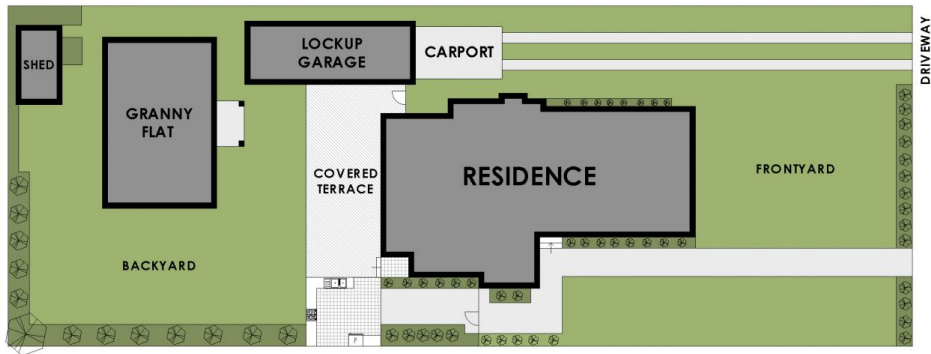 SHED
GRANNY
FLAT
LOCKUP
GARAGE
CARPORT
DRIVEWAY
COVERED
TERRACE
RESIDENCE
FRONTYARD
BACKYARD
P